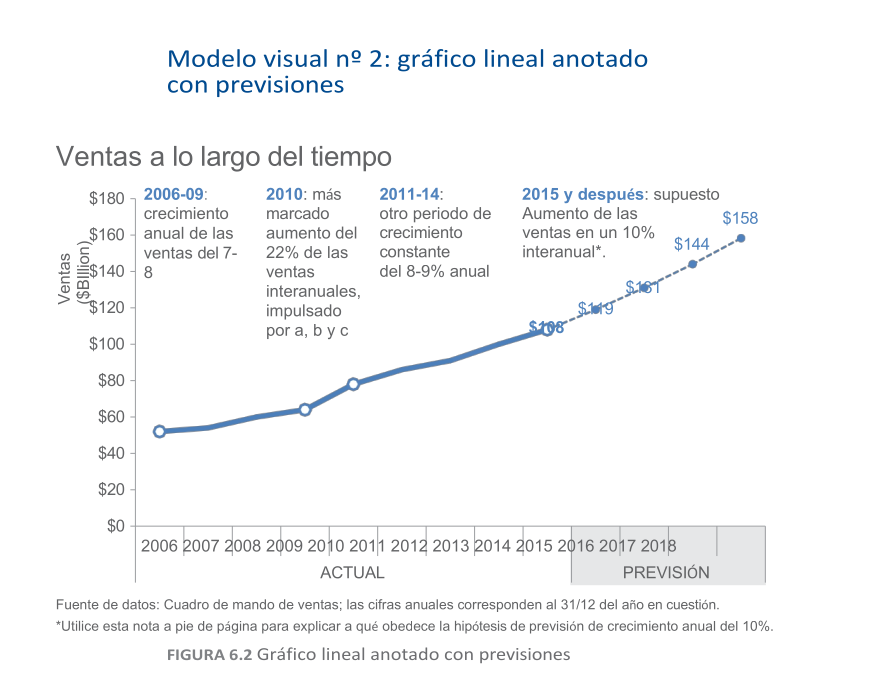 Modelo visual nº 2: gráfico lineal anotado
con previsiones
Ventas a lo largo del tiempo
2006-09:
crecimiento
anual de las
ventas del 7-
8
2010: más
marcado
aumento del
22% de las
ventas
interanuales,
impulsado
por a, b y c
2011-14:
otro periodo de
crecimiento
constante
del 8-9% anual
2015 y después: supuesto
Aumento de las
ventas en un 10%
interanual*.
Ventas
($BIllion)
$180
$160
$140
$120
$100
$80
$60
$40
$20
$0
$108
$119
$131
$144
$158
2006 2007 2008 2009 2010 2011 2012 2013 2014 2015 2016 2017 2018
ACTUAL
PREVISIÓN
Fuente de datos: Cuadro de mando de ventas; las cifras anuales corresponden al 31/12 del año en cuestión.
*Utilice esta nota a pie de página para explicar a qué obedece la hipótesis de previsión de crecimiento anual del 10%.
FIGURA 6.2 Gráfico lineal anotado con previsiones